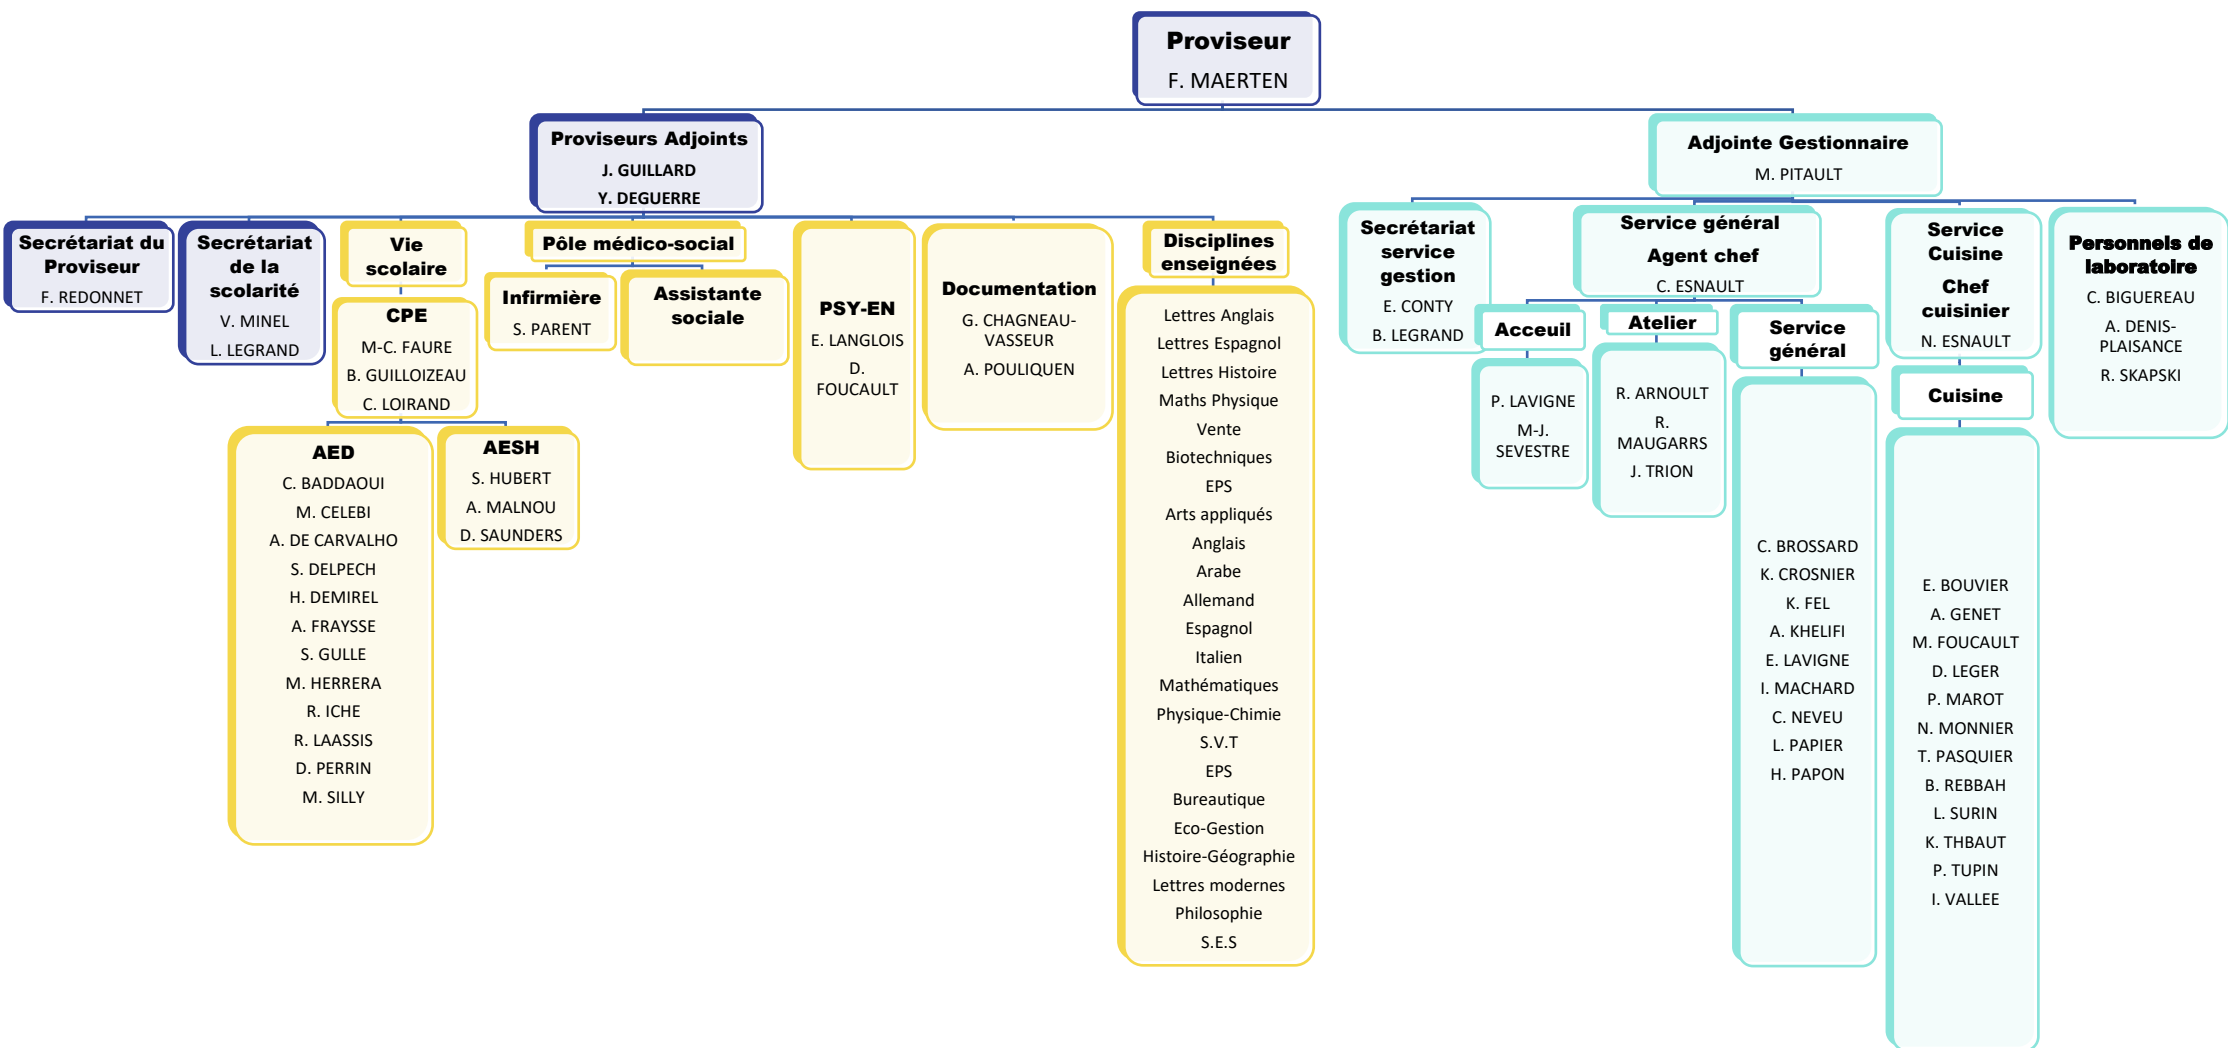 Proviseur
F. MAERTEN
Proviseurs Adjoints
J. GUILLARD
Y. DEGUERRE
Adjointe Gestionnaire
M. PITAULT
Secrétariat du
Proviseur
F. REDONNET
Secrétariat
de la
scolarité
V. MINEL
L. LEGRAND
Vie
scolaire
CPE
M-C. FAURE
B. GUILLOIZEAU
C. LOIRAND
AED
C. BADDAOUI
M. CELEBI
A. DE CARVALHO
S. DELPECH
H. DEMIREL
A. FRAYSSE
S. GULLE
M. HERRERA
R. ICHE
R. LAASSIS
D. PERRIN
M. SILLY
AESH
S. HUBERT
A. MALNOU
D. SAUNDERS
Pôle médico-social
Infirmière
S. PARENT
Assistante
sociale
PSY-EN
E. LANGLOIS
D.
FOUCAULT
Documentation
G. CHAGNEAU-
VASSEUR
A. POULIQUEN
Disciplines
enseignées
Lettres Anglais
Lettres Espagnol
Lettres Histoire
Maths Physique
Vente
Biotechniques
EPS
Arts appliqués
Anglais
Arabe
Allemand
Espagnol
Italien
Mathématiques
Physique-Chimie
S.V.T
EPS
Bureautique
Eco-Gestion
Histoire-Géographie
Lettres modernes
Philosophie
S.E.S
Secrétariat
service
gestion
E. CONTY
B. LEGRAND
Service général
Agent chef
C. ESNAULT
Acceuil
P. LAVIGNE
M-J.
SEVESTRE
Atelier
R. ARNOULT
R.
MAUGARRS
J. TRION
Service
général
C. BROSSARD
K. CROSNIER
K. FEL
A. KHELIFI
E. LAVIGNE
I. MACHARD
C. NEVEU
L. PAPIER
H. PAPON
Service
Cuisine
Chef
cuisinier
N. ESNAULT
Cuisine
E. BOUVIER
A. GENET
M. FOUCAULT
D. LEGER
P. MAROT
N. MONNIER
T. PASQUIER
B. REBBAH
L. SURIN
K. THBAUT
P. TUPIN
I. VALLEE
Personnels de
laboratoire
C. BIGUEREAU
A. DENIS-
PLAISANCE
R. SKAPSKI